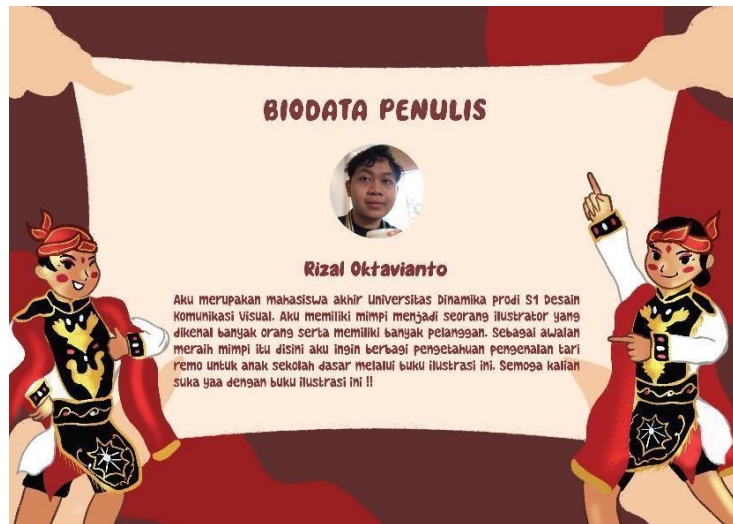 BIODATA PENULIS
Rizal Oktavianto
Aku merupakan mahasiswa akhir Universitas Dinamika prodi S1 Desain
Komunikasi Visual. Aku memiliki mimpi menjadi seorang ilustrator yang
dikenal banyak orang serta memiliki banyak pelanggan. Sebagai awalan
meraih mimpi itu disini aku ingin berbagi pengetahuan pengenalan tari
remo untuk anak sekolah dasar melalui buku ilustrasi ini. Semoga kalian
suka yaa dengan buku ilustrasi ini !!